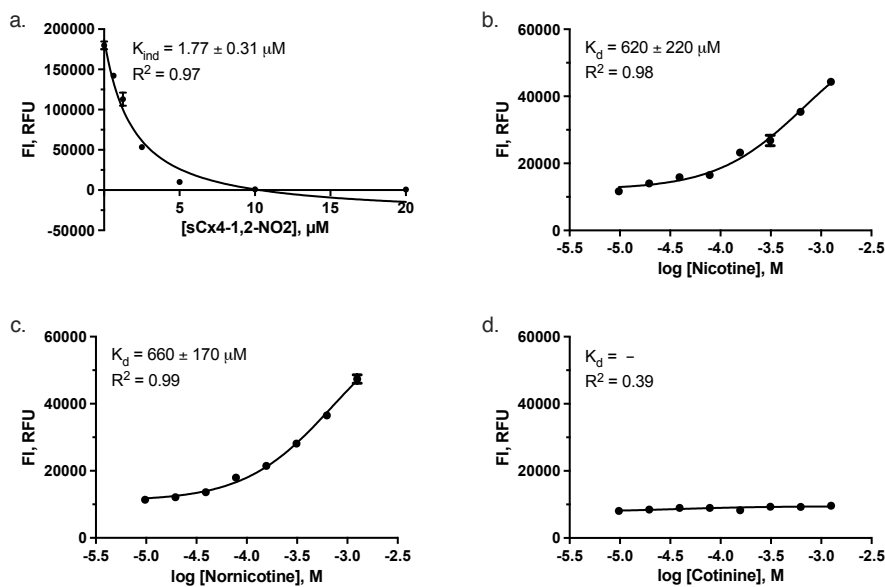 a.
200000
150000
100000
50000
0
-50000
FI, RFU
K_ind = 1.77 ± 0.31 µM
R² = 0.97
5 10 15 20
[sCx4-1,2-NO2], µM
b.
60000
40000
20000
0
FI, RFU
K_d = 620 ± 220 µM
R² = 0.98
-5.5 -5.0 -4.5 -4.0 -3.5 -3.0 -2.5
log [Nicotine], M
c.
60000
40000
20000
0
FI, RFU
K_d = 660 ± 170 µM
R² = 0.99
-5.5 -5.0 -4.5 -4.0 -3.5 -3.0 -2.5
log [Nornicotine], M
d.
60000
40000
20000
0
FI, RFU
K_d = –
R² = 0.39
-5.5 -5.0 -4.5 -4.0 -3.5 -3.0 -2.5
log [Cotinine], M